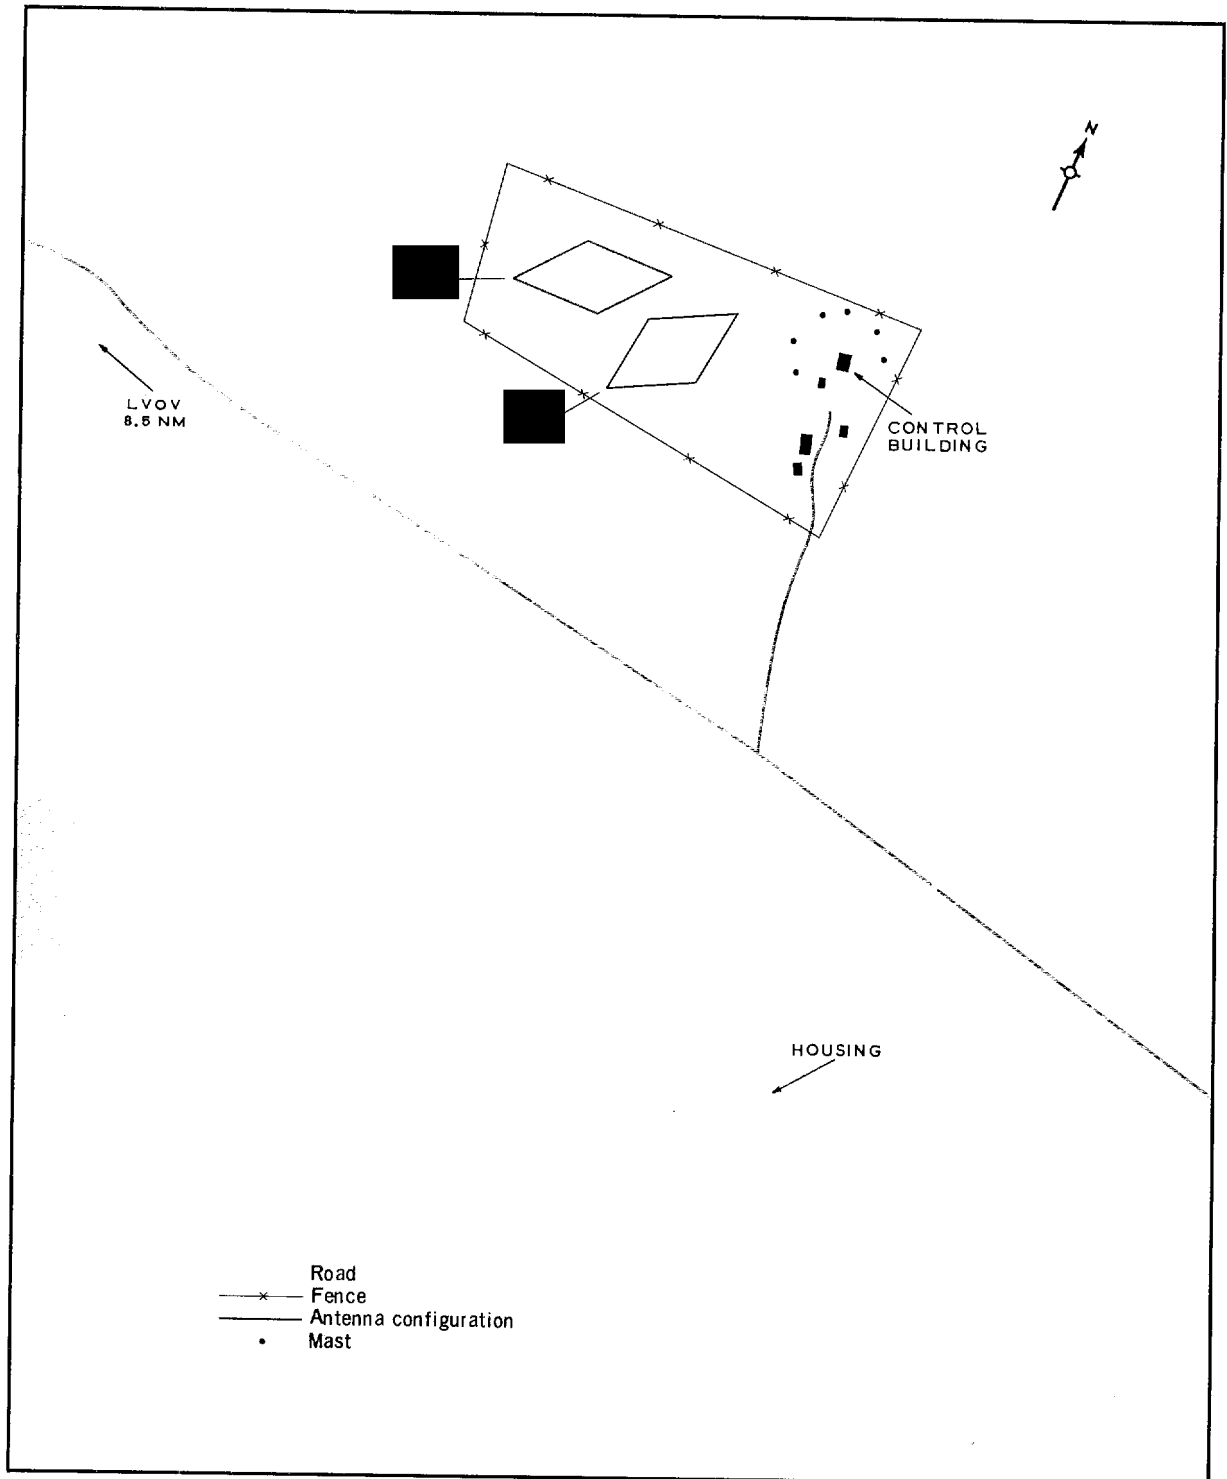 N
LVOV
8.5 NM
CONTROL
BUILDING
HOUSING
Road
Fence
Antenna configuration
Mast